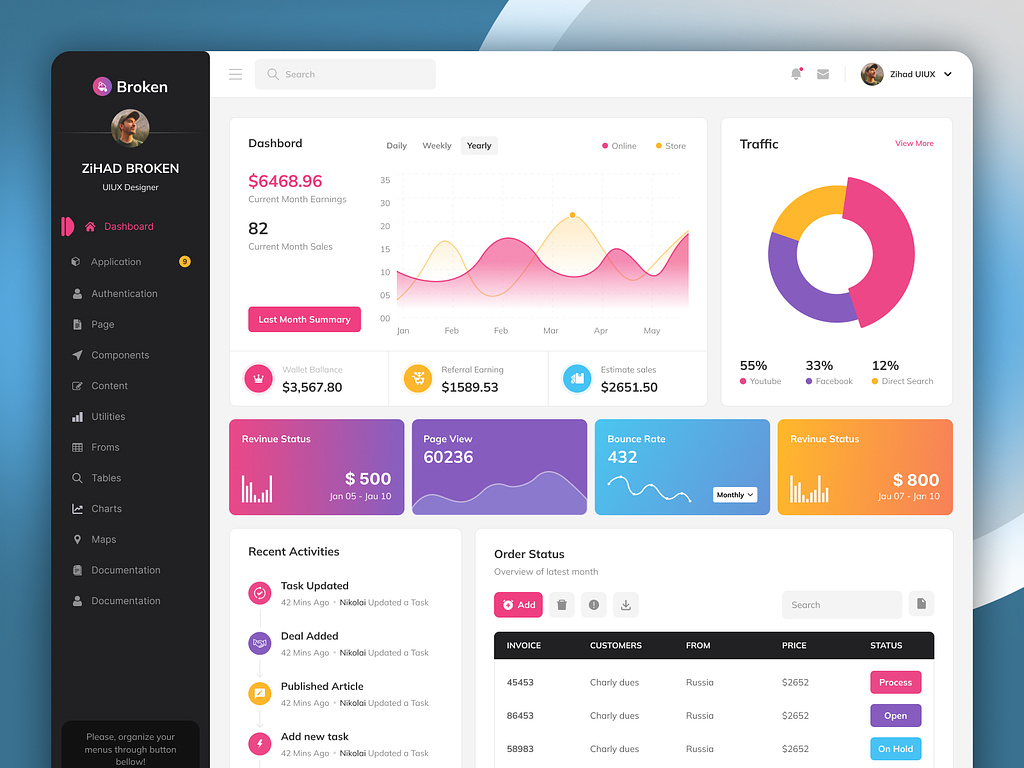 Broken
ZiHAD BROKEN
UIUX Designer
Dashboard
Application 9
Authentication
Page
Components
Content
Utilities
Froms
Tables
Charts
Maps
Documentation
Documentation
Please, organize your
menus through button
bellow!
Search
Zihad UIUX
Dashbord
Daily Weekly Yearly
Online Store
$6468.96
Current Month Earnings
82
Current Month Sales
Last Month Summary
35
30
20
15
10
05
00
Jan Feb Feb Mar Apr May
Wallet Ballance
$3,567.80
Referral Earning
$1589.53
Estimate sales
$2651.50
Traffic
View More
55% 33% 12%
Youtube Facebook Direct Search
Revinue Status
$ 500
Jan 05 - Jau 10
Page View
60236
Bounce Rate
432
Monthly
Revinue Status
$ 800
Jau 07 - Jan 10
Recent Activities
Task Updated
42 Mins Ago Nikolai Updated a Task
Deal Added
42 Mins Ago Nikolai Updated a Task
Published Article
42 Mins Ago Nikolai Updated a Task
Add new task
42 Mins Ago Nikolai Updated a Task
Order Status
Overview of latest month
Add
Search
INVOICE CUSTOMERS FROM PRICE STATUS
45453 Charly dues Russia $2652 Process
86453 Charly dues Russia $2652 Open
58983 Charly dues Russia $2652 On Hold